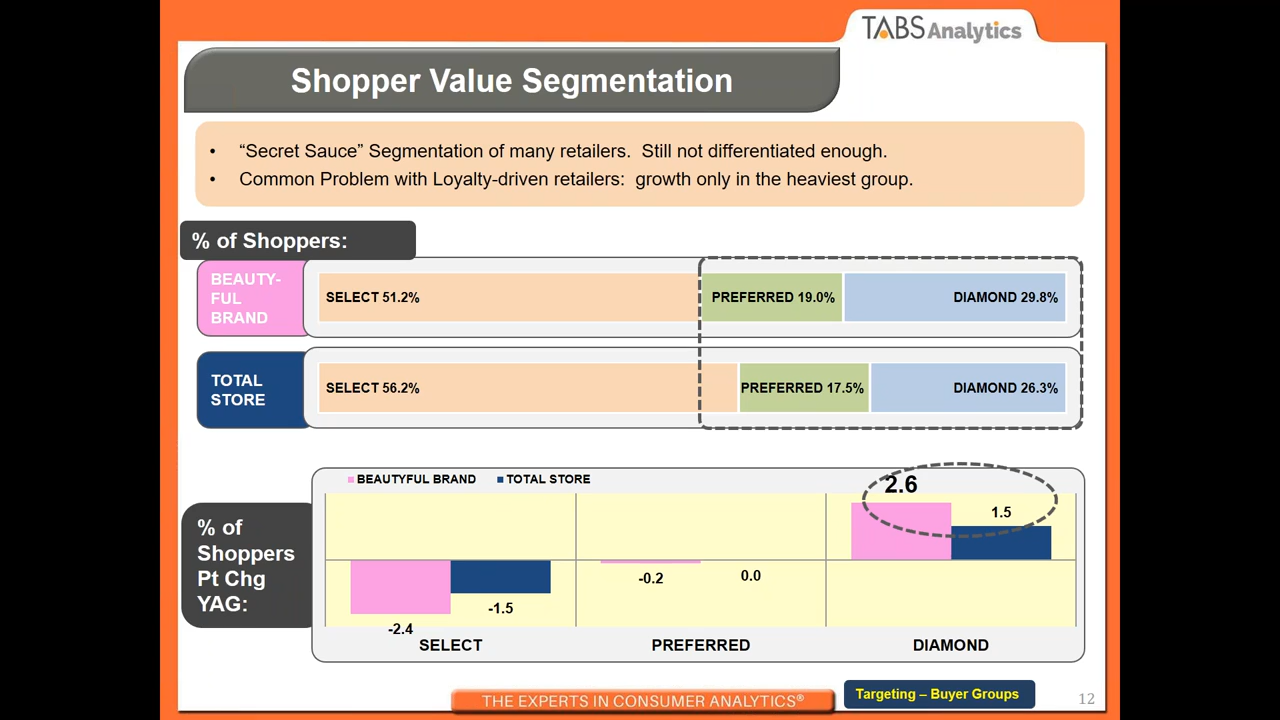 TABS Analytics
Shopper Value Segmentation
• “Secret Sauce” Segmentation of many retailers. Still not differentiated enough.
• Common Problem with Loyalty-driven retailers: growth only in the heaviest group.
% of Shoppers:
BEAUTY-
FUL
BRAND
SELECT 51.2% PREFERRED 19.0% DIAMOND 29.8%
TOTAL
STORE
SELECT 56.2% PREFERRED 17.5% DIAMOND 26.3%
% of
Shoppers
Pt Chg
YAG:
BEAUTYFUL BRAND TOTAL STORE
2.6
1.5
-0.2 0.0
-1.5
-2.4
SELECT PREFERRED DIAMOND
THE EXPERTS IN CONSUMER ANALYTICS®
Targeting – Buyer Groups
12